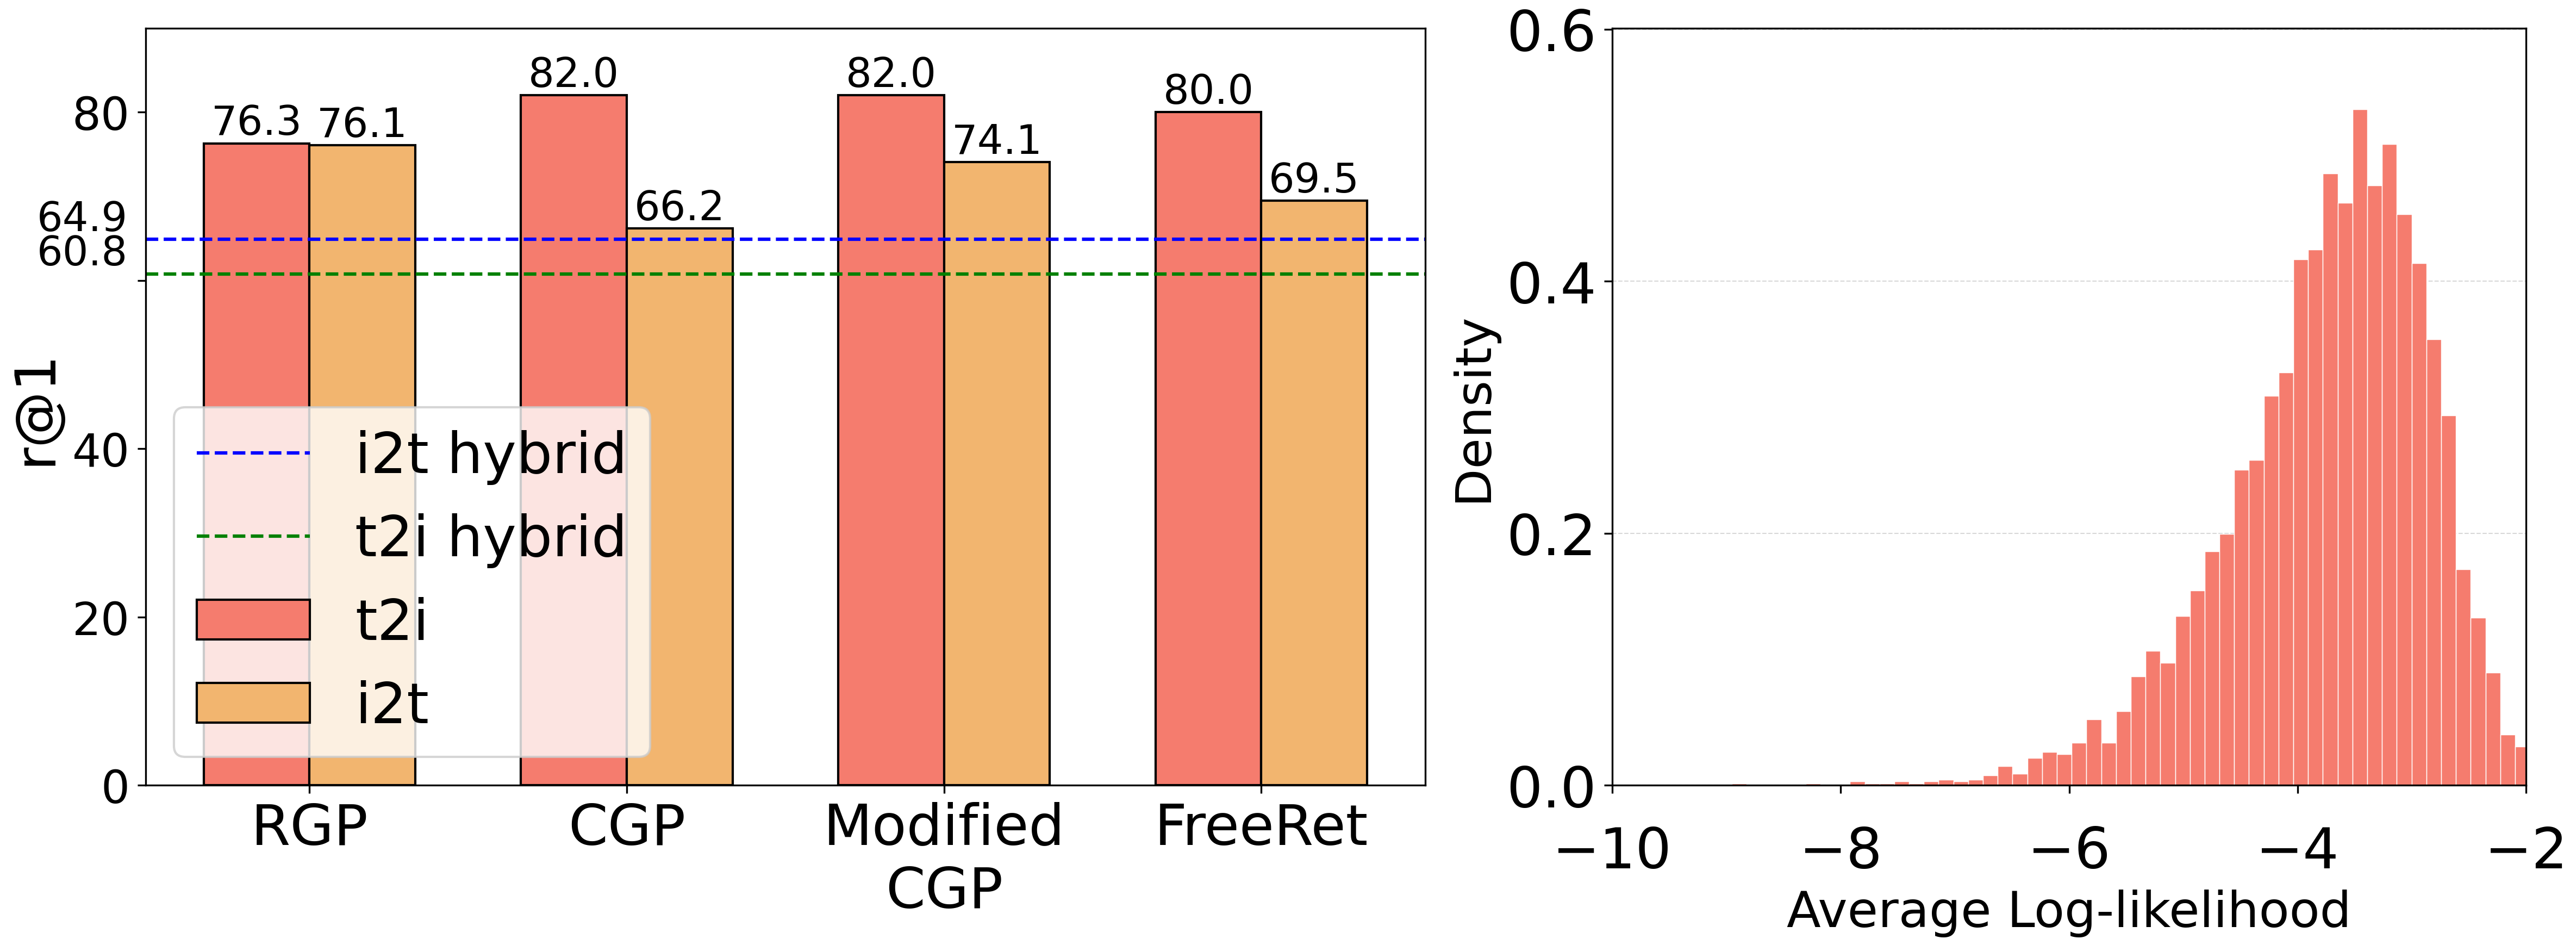 r@1
80
64.9
60.8
40
20
0
76.3
76.1
82.0
66.2
82.0
74.1
80.0
69.5
i2t hybrid
t2i hybrid
t2i
i2t
RGP
CGP
Modified
CGP
FreeRet
Density
0.6
0.4
0.2
0.0
−10
−8
−6
−4
−2
Average Log-likelihood